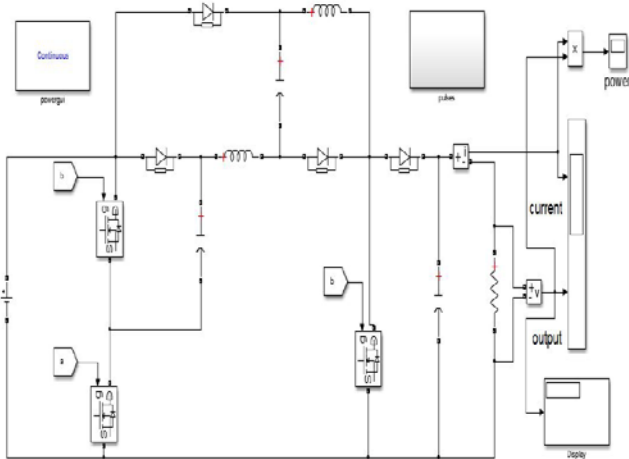 Continuous
powergui
pulses
x
power
+
-
i
current
b
+
-
v
output
a
Display